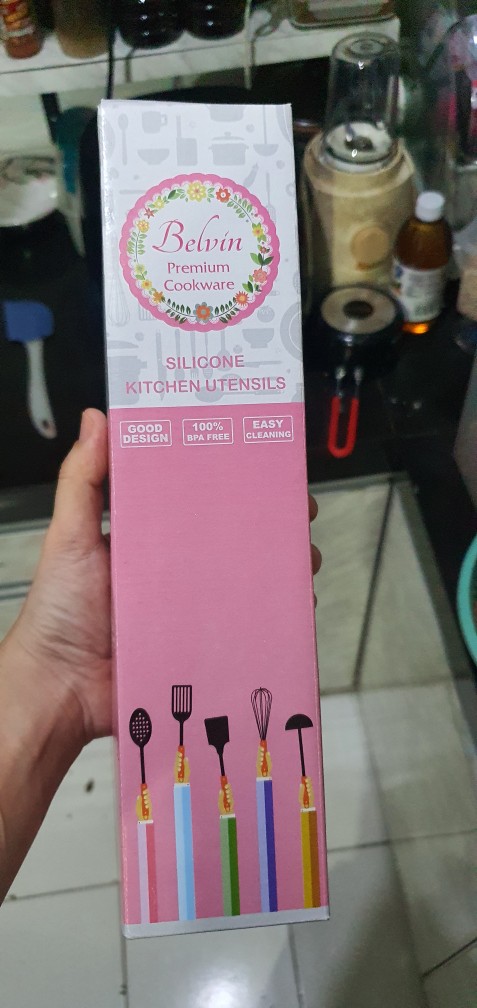 Belvin
Premium
Cookware
SILICONE
KITCHEN UTENSILS
GOOD
DESIGN
100%
BPA FREE
EASY
CLEANING